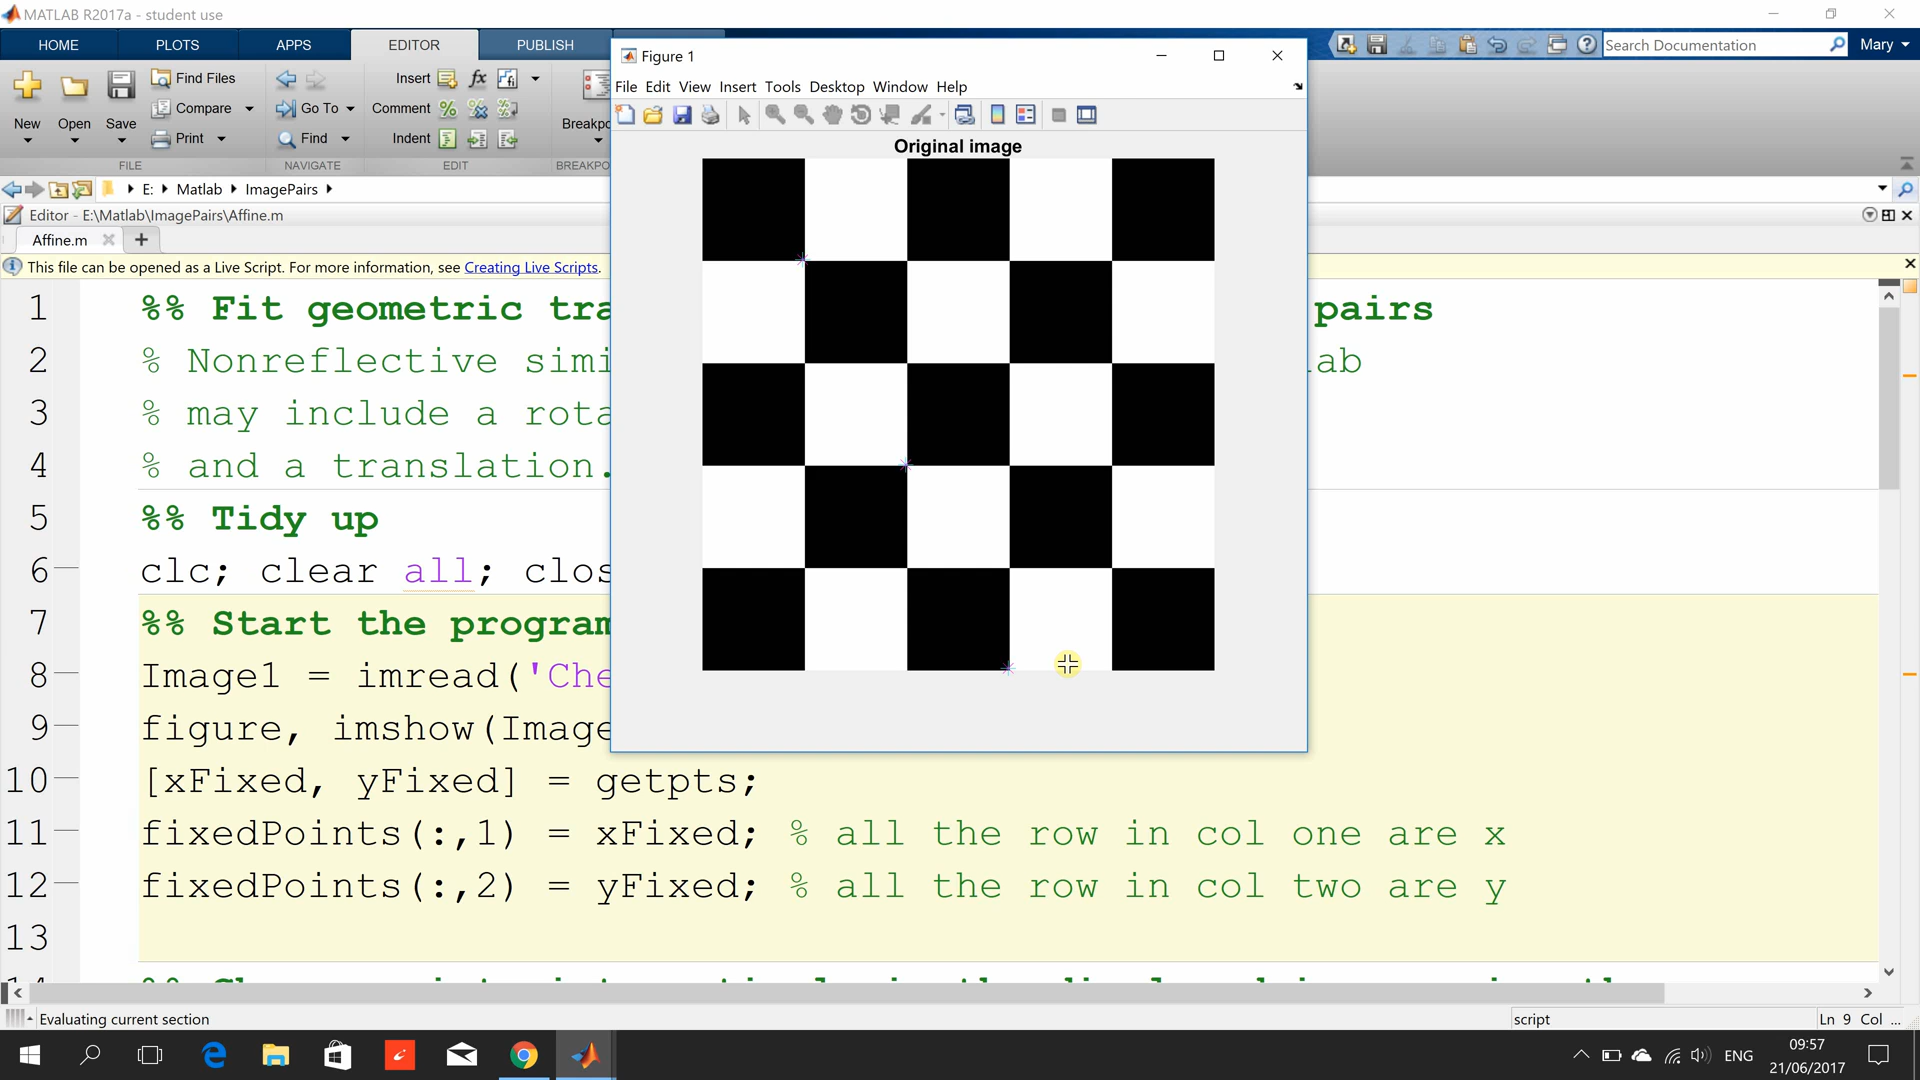 MATLAB R2017a - student use
HOME PLOTS APPS EDITOR PUBLISH
Search Documentation
Mary
New Open Save
Find Files
Compare
Print
FILE
Go To
Find
NAVIGATE
Insert
Comment
Indent
EDIT
Breakpo
BREAKPO
E: Matlab ImagePairs
Editor - E:\Matlab\ImagePairs\Affine.m
Affine.m
This file can be opened as a Live Script. For more information, see Creating Live Scripts.
Figure 1
File Edit View Insert Tools Desktop Window Help
Original image
1 %% Fit geometric tra pairs
2 % Nonreflective simi lab
3 % may include a rota
4 % and a translation.
5 %% Tidy up
6 clc; clear all; clos
7 %% Start the program
8 Image1 = imread('Che
9 figure, imshow(Image
10 [xFixed, yFixed] = getpts;
11 fixedPoints(:,1) = xFixed; % all the row in col one are x
12 fixedPoints(:,2) = yFixed; % all the row in col two are y
13
Evaluating current section
script
Ln 9 Col ...
ENG
09:57
21/06/2017